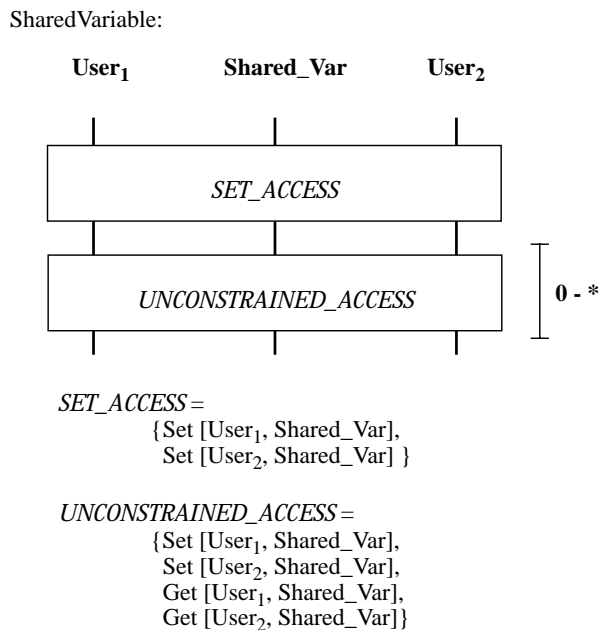 SharedVariable:
User₁ Shared_Var User₂
SET_ACCESS
UNCONSTRAINED_ACCESS
0 - *
SET_ACCESS =
{Set [User₁, Shared_Var],
Set [User₂, Shared_Var] }
UNCONSTRAINED_ACCESS =
{Set [User₁, Shared_Var],
Set [User₂, Shared_Var],
Get [User₁, Shared_Var],
Get [User₂, Shared_Var]}